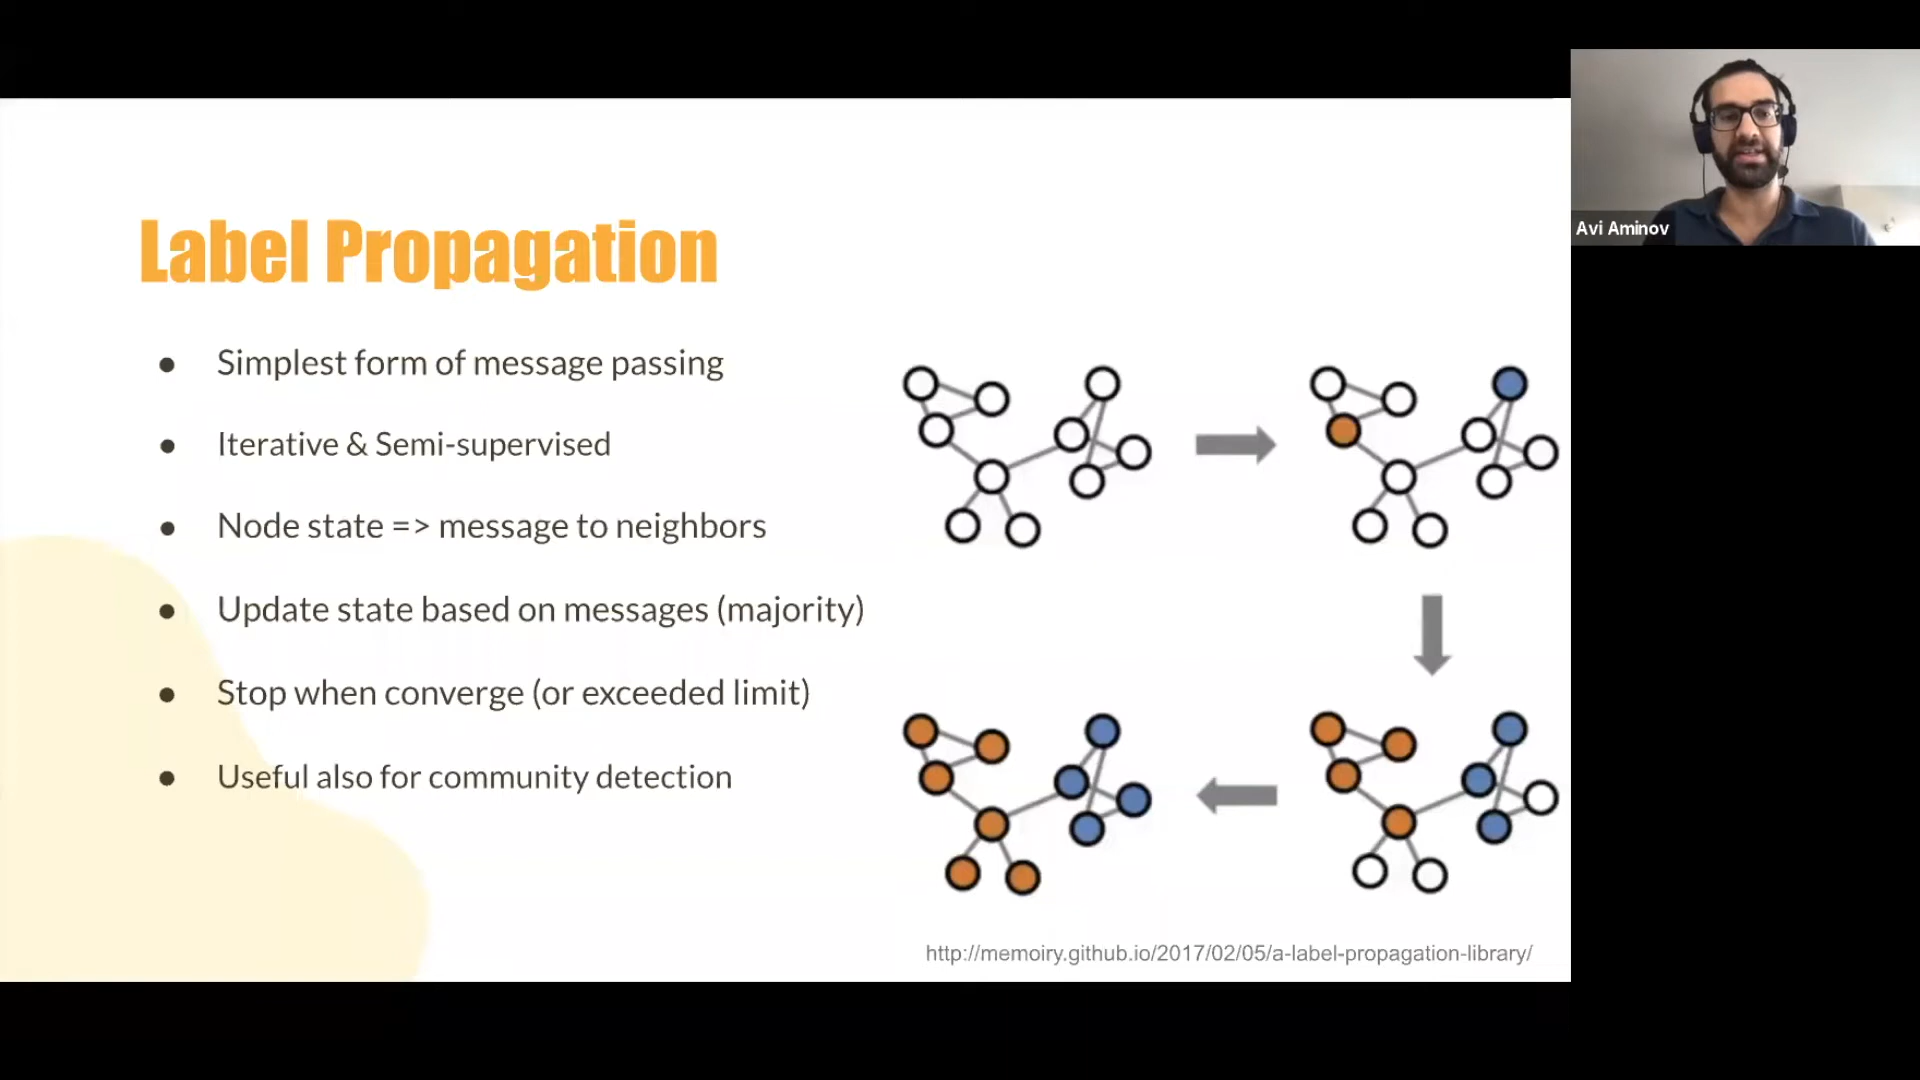 Label Propagation
● Simplest form of message passing
● Iterative & Semi-supervised
● Node state => message to neighbors
● Update state based on messages (majority)
● Stop when converge (or exceeded limit)
● Useful also for community detection
http://memoiry.github.io/2017/02/05/a-label-propagation-library/
Avi Aminov